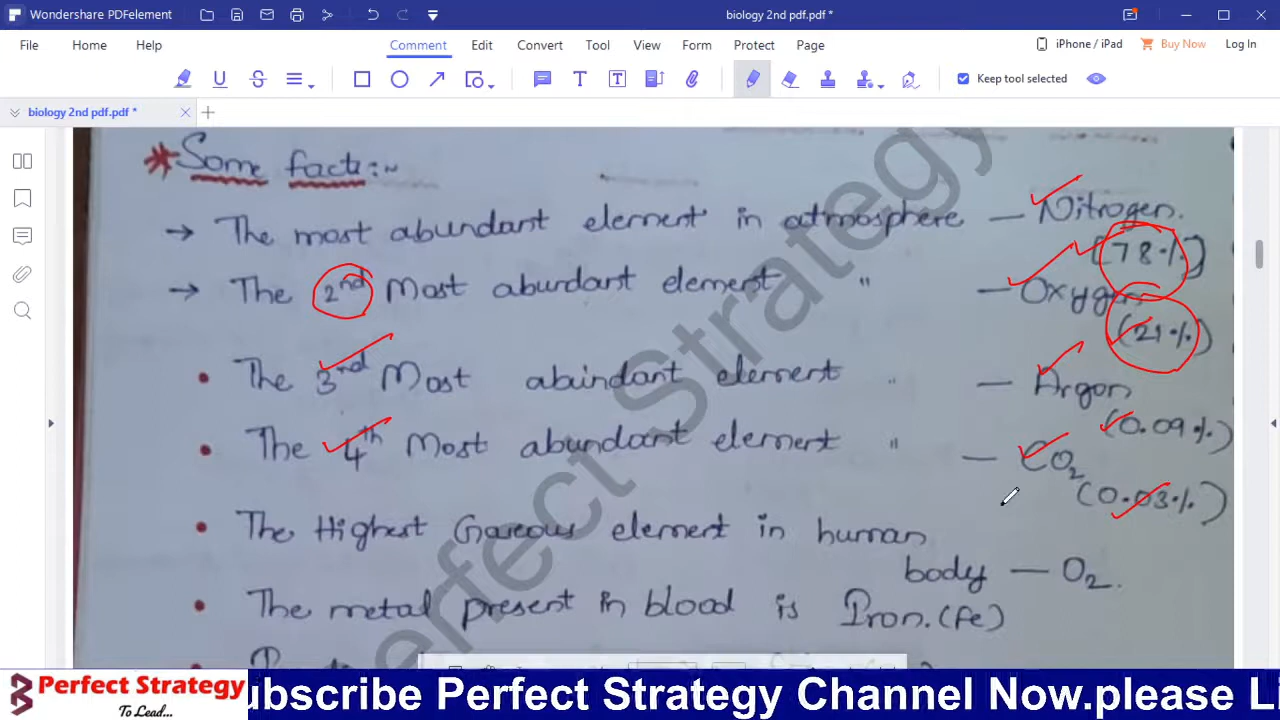 Wondershare PDFelement
biology 2nd pdf.pdf *
File Home Help Comment Edit Convert Tool View Form Protect Page iPhone / iPad Buy Now Log In
Keep tool selected
biology 2nd pdf.pdf *
Some facts:~
→ The most abundant element in atmosphere — Nitrogen.
(78%)
→ The 2nd Most abundant element " — Oxygen
(21%)
• The 3rd Most abundant element " — Argon
(0.09%)
• The 4th Most abundant element " — CO2
(0.03%)
• The Highest Gaseous element in human
body — O2.
• The metal present in blood is Iron. (Fe)
Perfect Strategy
Perfect Strategy
To Lead...
ubscribe Perfect Strategy Channel Now.please Li